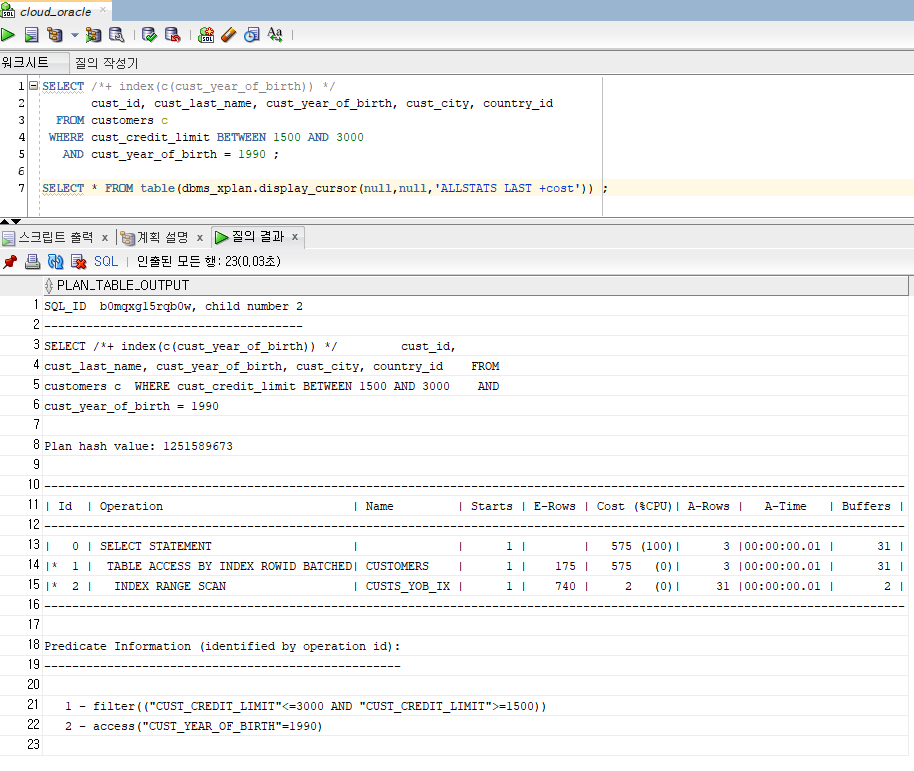 cloud_oracle
워크시트 질의 작성기
1 SELECT /*+ index(c(cust_year_of_birth)) */
2 cust_id, cust_last_name, cust_year_of_birth, cust_city, country_id
3 FROM customers c
4 WHERE cust_credit_limit BETWEEN 1500 AND 3000
5 AND cust_year_of_birth = 1990 ;
6
7 SELECT * FROM table(dbms_xplan.display_cursor(null,null,'ALLSTATS LAST +cost')) ;
스크립트 출력 x 계획 설명 x 질의 결과 x
SQL | 인출된 모든 행: 23(0,03초)
PLAN_TABLE_OUTPUT
1 SQL_ID  b0mqxgl5rqb0w, child number 2
2 -------------------------------------
3 SELECT /*+ index(c(cust_year_of_birth)) */         cust_id,
4 cust_last_name, cust_year_of_birth, cust_city, country_id    FROM
5 customers c  WHERE cust_credit_limit BETWEEN 1500 AND 3000    AND
6 cust_year_of_birth = 1990
7
8 Plan hash value: 1251589673
9
10 ---------------------------------------------------------------------------------------------------------------------------
11 | Id  | Operation                           | Name         | Starts | E-Rows | Cost (%CPU)| A-Rows |   A-Time   | Buffers |
12 ---------------------------------------------------------------------------------------------------------------------------
13 |   0 | SELECT STATEMENT                    |              |      1 |        |   575 (100)|      3 |00:00:00.01 |      31 |
14 |*  1 |  TABLE ACCESS BY INDEX ROWID BATCHED| CUSTOMERS    |      1 |    175 |   575   (0)|      3 |00:00:00.01 |      31 |
15 |*  2 |   INDEX RANGE SCAN                  | CUSTS_YOB_IX |      1 |    740 |     2   (0)|     31 |00:00:00.01 |       2 |
16 ---------------------------------------------------------------------------------------------------------------------------
17
18 Predicate Information (identified by operation id):
19 ---------------------------------------------------
20
21    1 - filter(("CUST_CREDIT_LIMIT"<=3000 AND "CUST_CREDIT_LIMIT">=1500))
22    2 - access("CUST_YEAR_OF_BIRTH"=1990)
23